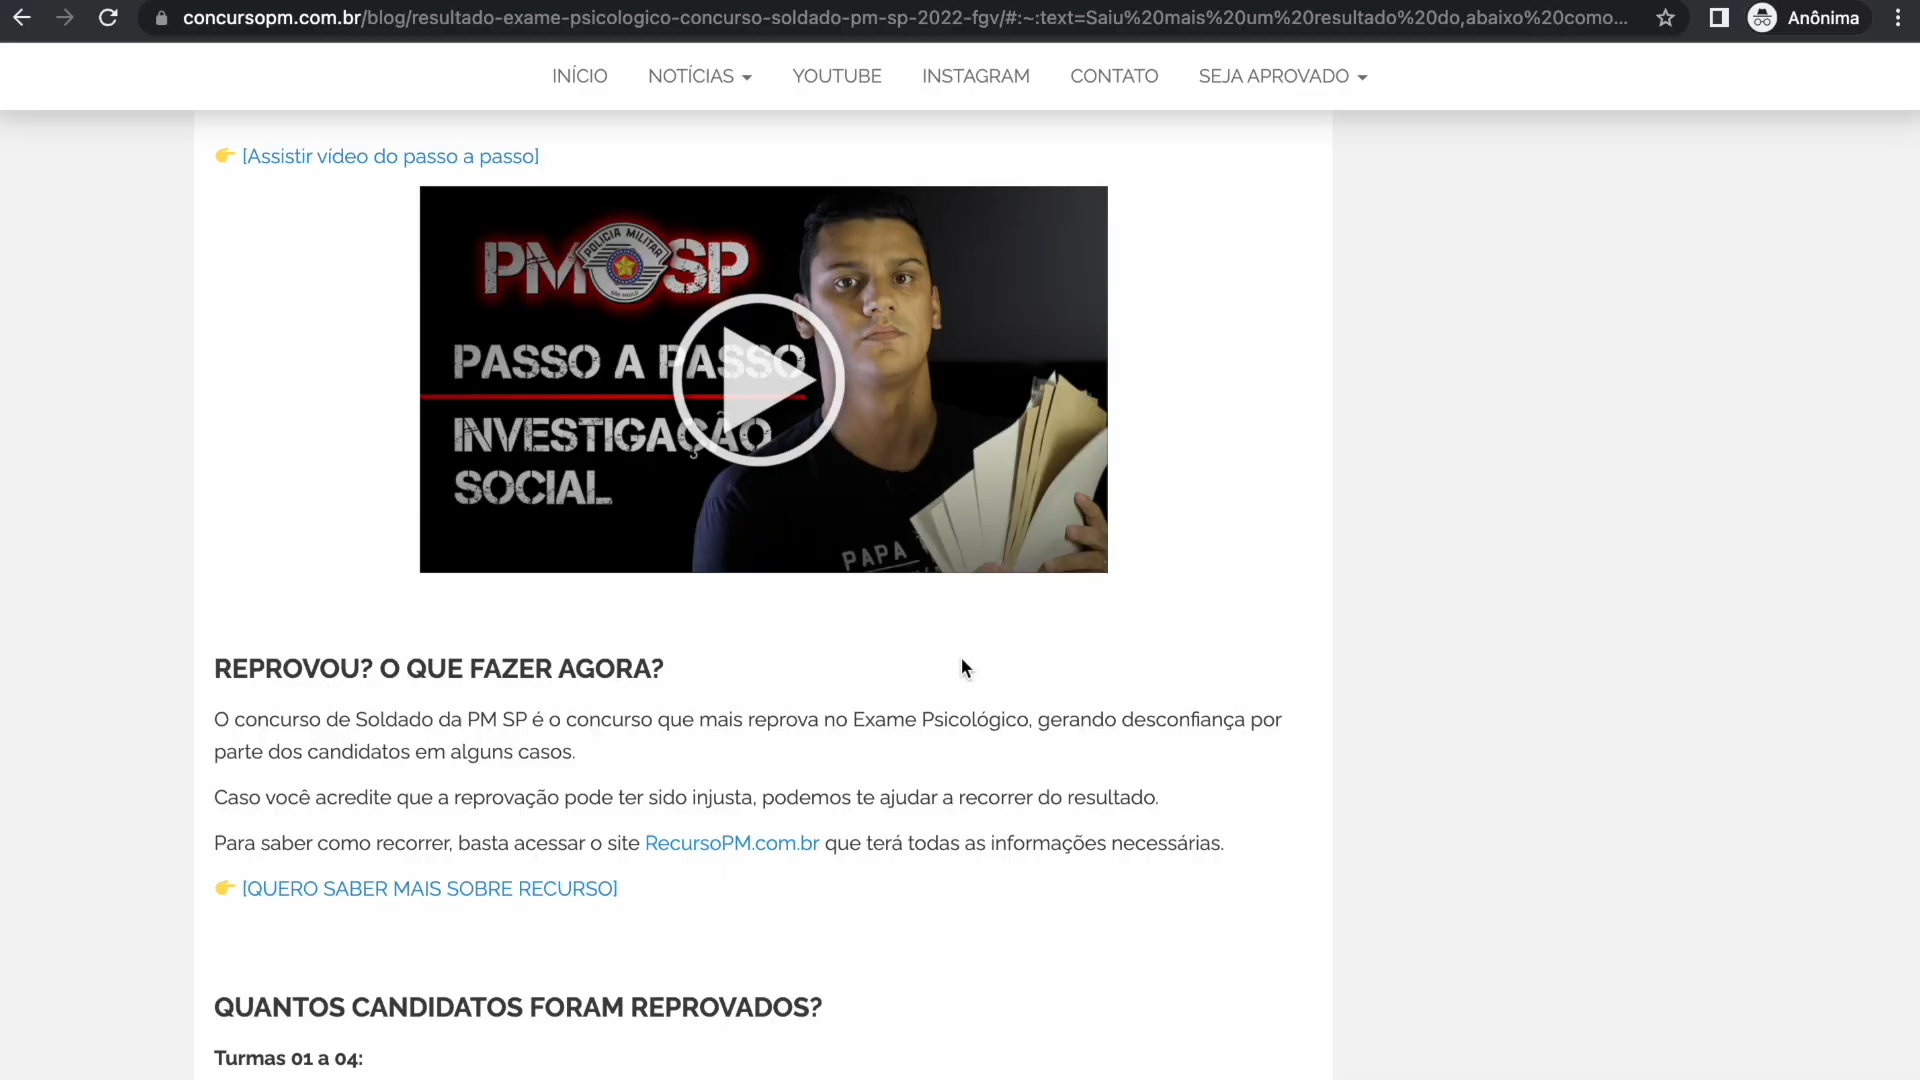 concursopm.com.br/blog/resultado-exame-psicologico-concurso-soldado-pm-sp-2022-fgv/#:~:text=Saiu%20mais%20um%20resultado%20do,abaixo%20como...
Anônima
INÍCIO NOTÍCIAS YOUTUBE INSTAGRAM CONTATO SEJA APROVADO
[Assistir vídeo do passo a passo]
PM SP
POLICIA MILITAR
SÃO PAULO
PASSO A PASSO
INVESTIGAÇÃO
SOCIAL
PAPA
REPROVOU? O QUE FAZER AGORA?
O concurso de Soldado da PM SP é o concurso que mais reprova no Exame Psicológico, gerando desconfiança por
parte dos candidatos em alguns casos.
Caso você acredite que a reprovação pode ter sido injusta, podemos te ajudar a recorrer do resultado.
Para saber como recorrer, basta acessar o site RecursoPM.com.br que terá todas as informações necessárias.
[QUERO SABER MAIS SOBRE RECURSO]
QUANTOS CANDIDATOS FORAM REPROVADOS?
Turmas 01 a 04: